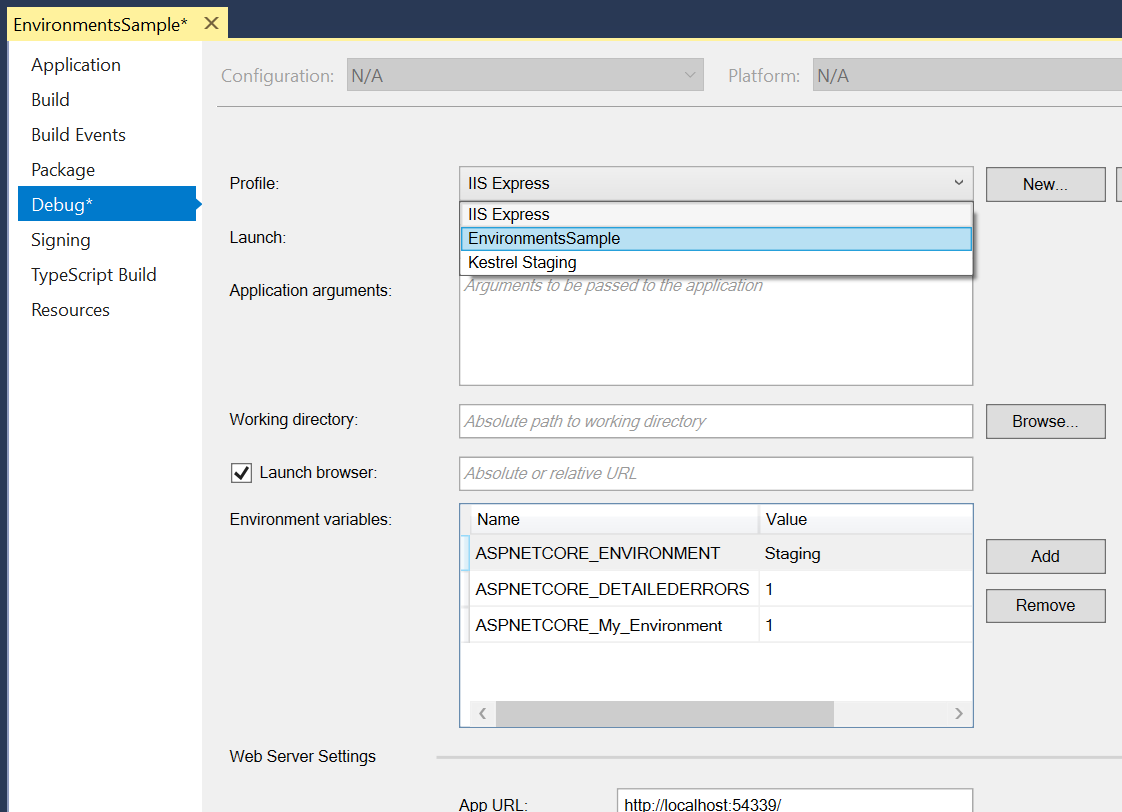 EnvironmentsSample*
Application
Build
Build Events
Package
Debug*
Signing
TypeScript Build
Resources
Configuration: N/A Platform: N/A
Profile: IIS Express New...
IIS Express
Launch: EnvironmentsSample
Kestrel Staging
Application arguments: Arguments to be passed to the application
Working directory: Absolute path to working directory Browse...
Launch browser: Absolute or relative URL
Environment variables: Name Value
ASPNETCORE_ENVIRONMENT Staging
Add
ASPNETCORE_DETAILEDERRORS 1
Remove
ASPNETCORE_My_Environment 1
Web Server Settings
App URL: http://localhost:54339/